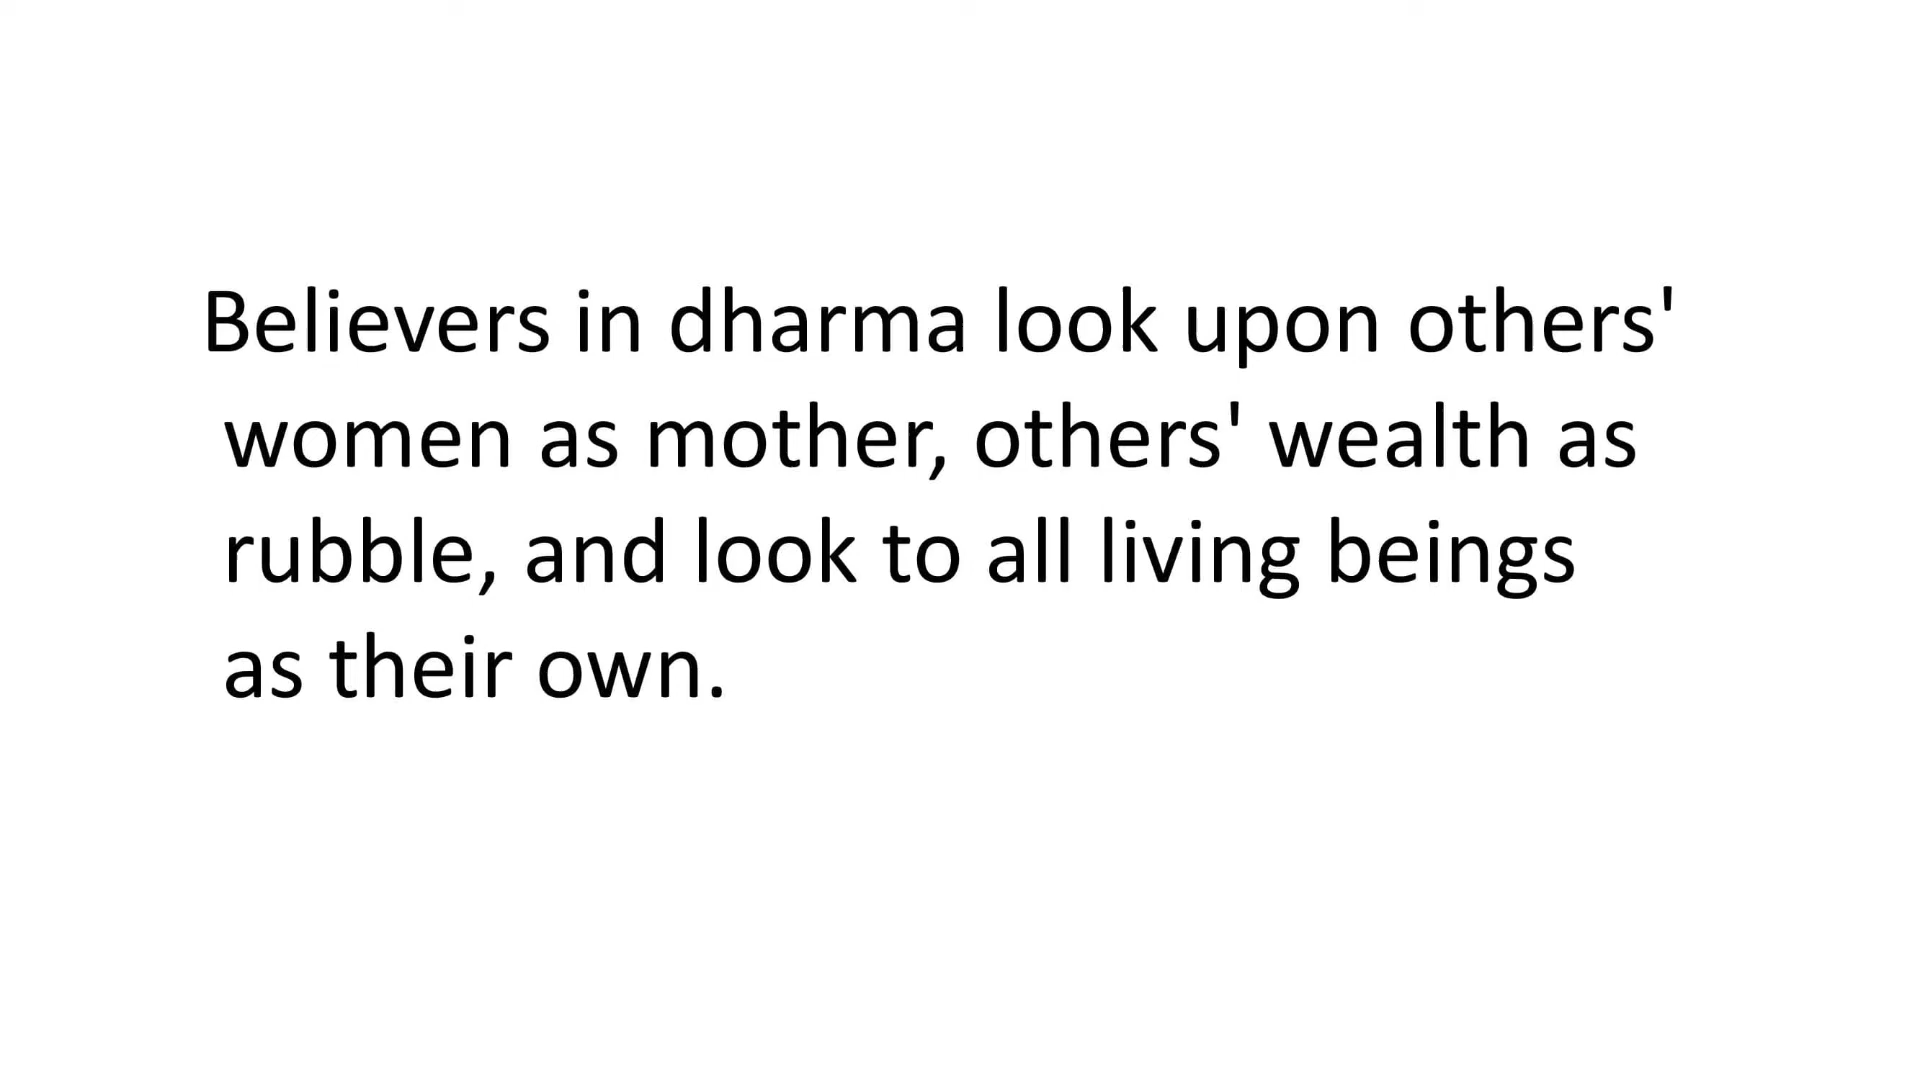 Believers in dharma look upon others'
women as mother, others' wealth as
rubble, and look to all living beings
as their own.